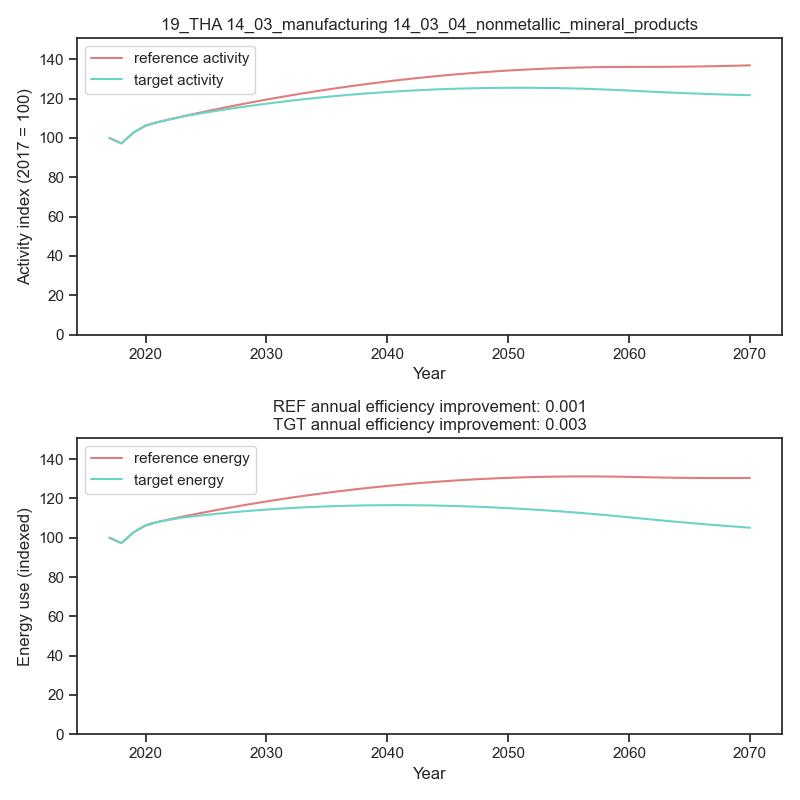 19_THA 14_03_manufacturing 14_03_04_nonmetallic_mineral_products
reference activity
target activity
Activity index (2017 = 100)
140
120
100
80
60
40
20
0
2020 2030 2040 2050 2060 2070
Year
REF annual efficiency improvement: 0.001
TGT annual efficiency improvement: 0.003
reference energy
target energy
Energy use (indexed)
140
120
100
80
60
40
20
0
2020 2030 2040 2050 2060 2070
Year